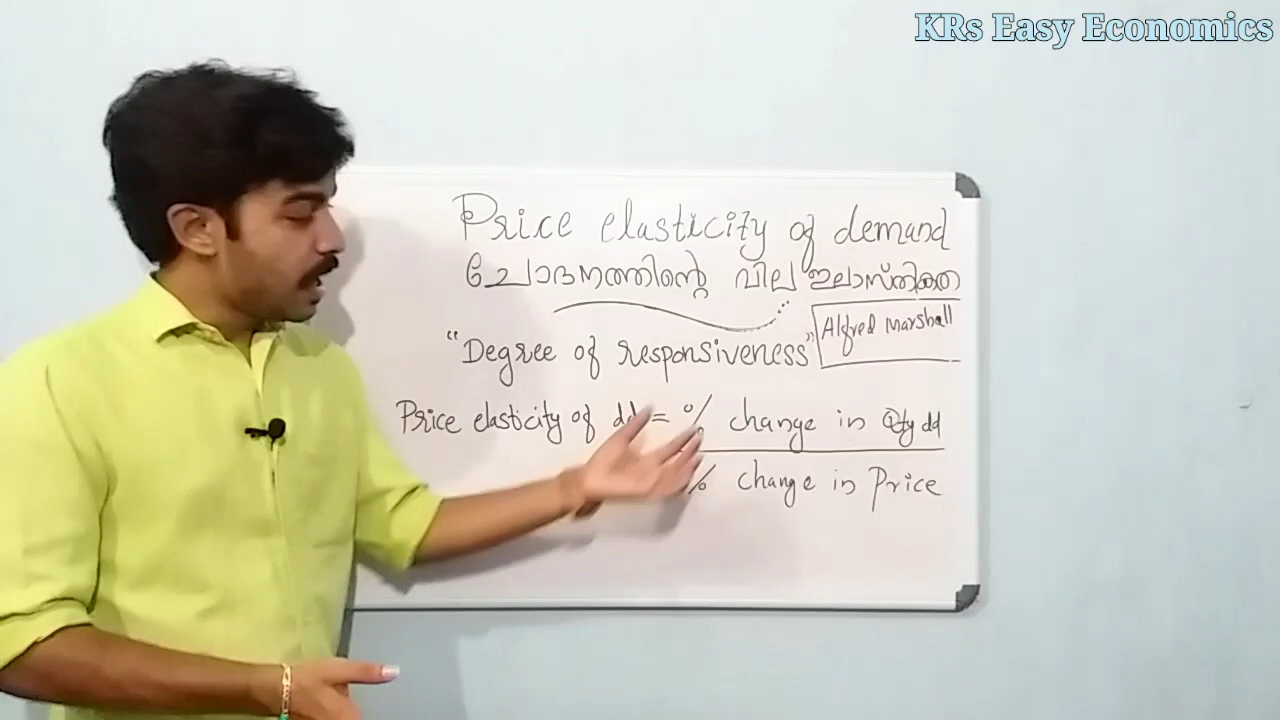 KRs Easy Economics
Price elasticity of demand
ചോദനത്തിന്റെ വില ഇലാസ്തികത
"Degree of responsiveness"
Alfred Marshall
Price elasticity of dd = % change in Qty dd
% change in Price